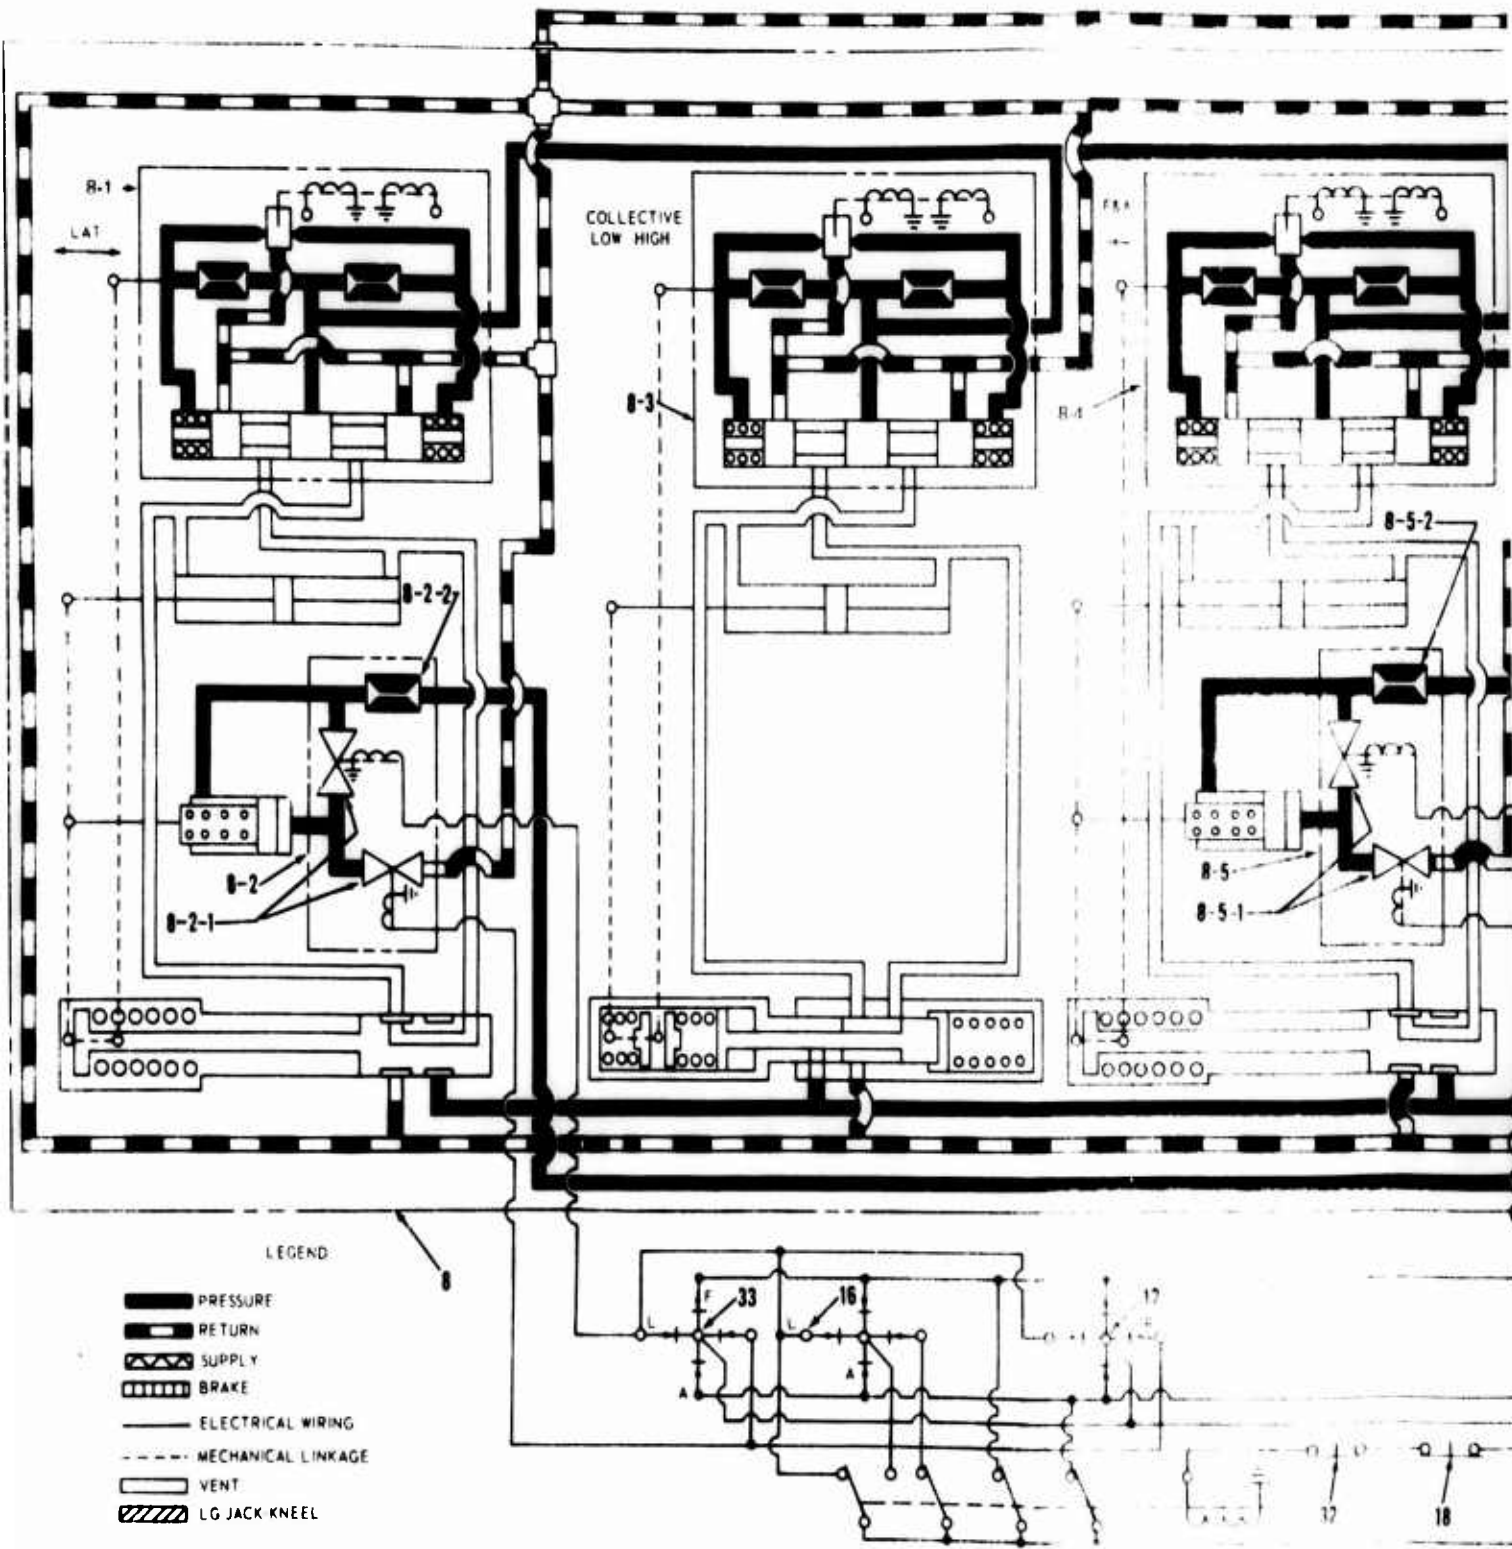 8-1
LAT
COLLECTIVE
LOW HIGH
8-3
8-4
8-2-2
8-5-2
8-2
8-2-1
8-5
8-5-1
8
LEGEND
PRESSURE
RETURN
SUPPLY
BRAKE
ELECTRICAL WIRING
MECHANICAL LINKAGE
VENT
LG JACK KNEEL
F
33
16
17
L
L
A
A
18